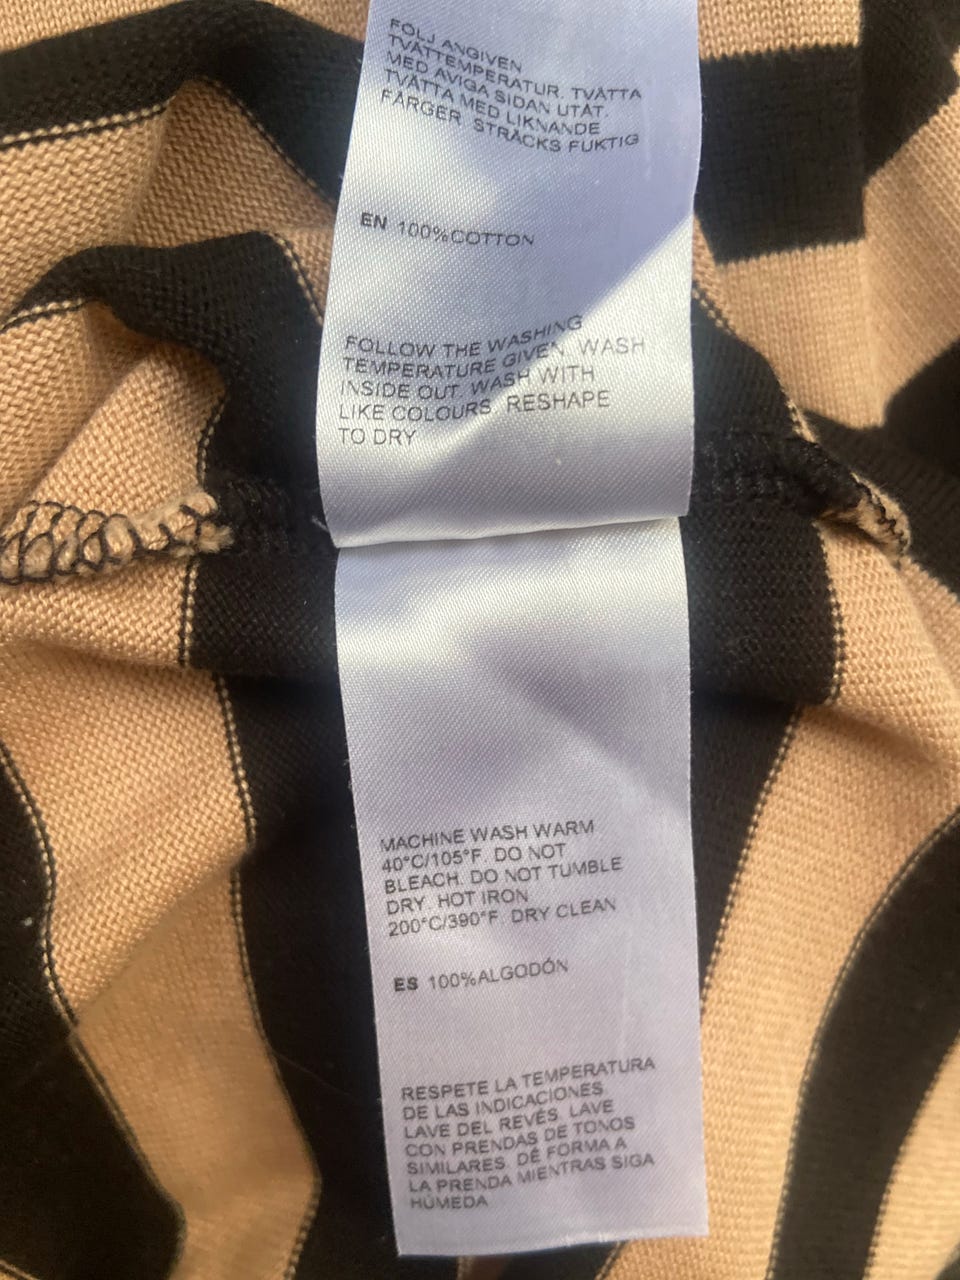 FÖLJ ANGIVEN
TVÄTTEMPERATUR. TVÄTTA
MED AVIGA SIDAN UTÅT.
TVÄTTA MED LIKNANDE
FÄRGER STRÄCKS FUKTIG
EN 100%COTTON
FOLLOW THE WASHING
TEMPERATURE GIVEN. WASH
INSIDE OUT. WASH WITH
LIKE COLOURS RESHAPE
TO DRY
MACHINE WASH WARM
40°C/105°F. DO NOT
BLEACH. DO NOT TUMBLE
DRY. HOT IRON
200°C/390°F. DRY CLEAN
ES 100%ALGODÓN
RESPETE LA TEMPERATURA
DE LAS INDICACIONES.
LAVE DEL REVÉS. LAVE
CON PRENDAS DE TONOS
SIMILARES. DÉ FORMA A
LA PRENDA MIENTRAS SIGA
HÚMEDA